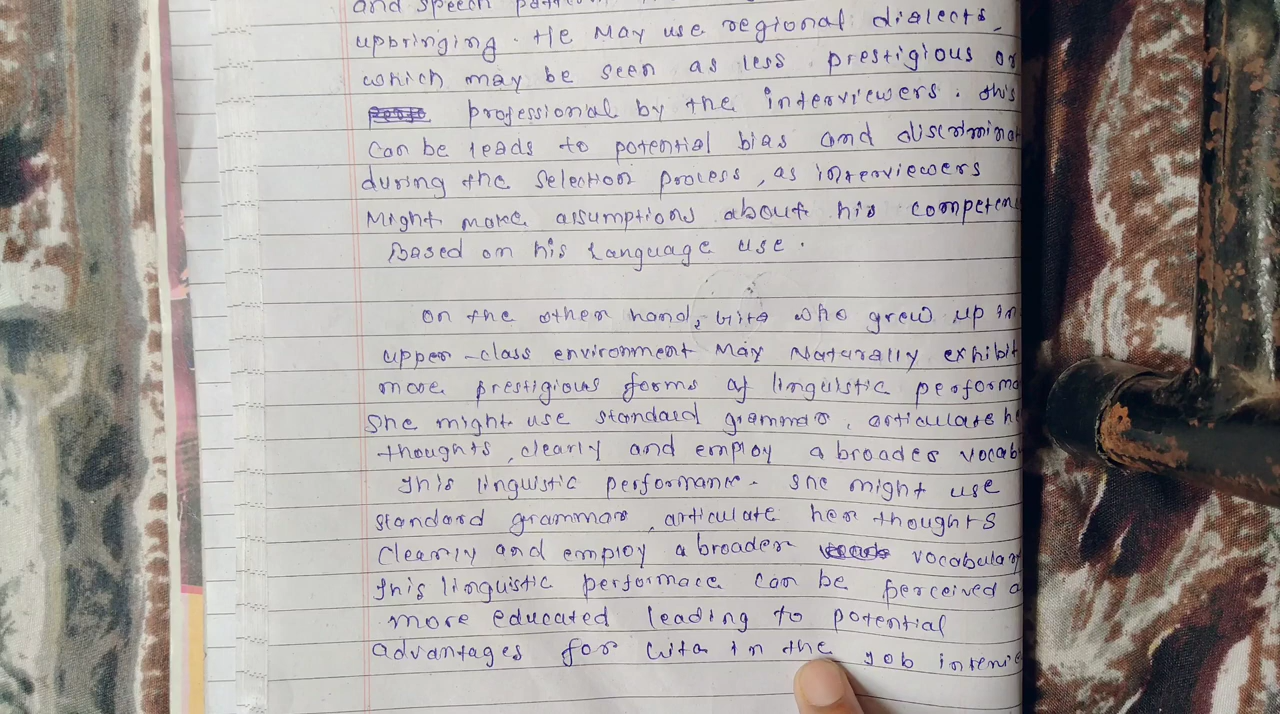 and speech
upbringing. He May use regional dialects,
which may be seen as less prestigious or
professional by the interviewers. this
can be leads to potential bias and discriminat
during the selection process, as interviewers
Might make assumptions about his competen
Based on his language use.
on the other hand, Gita who grew up in
upper-class environment May Naturally exhibit
more prestigious forms of linguistic performa
She might use standard grammar, articulate he
thoughts, clearly and employ a broader vocab
This linguistic performanc. She might use
standard grammar, articulate her thoughts
clearly and employ a broader vocabulary
This linguistic performace can be perceived a
more educated leading to potential
advantages for Gita in the job intervie